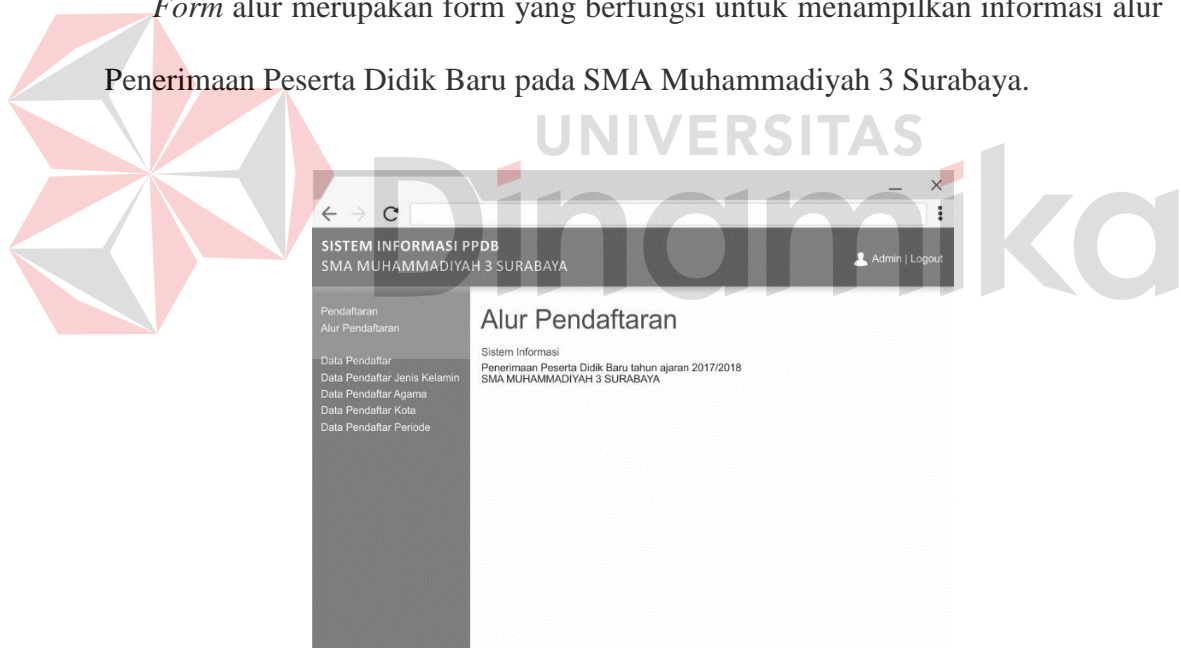 Form alur merupakan form yang berfungsi untuk menampilkan informasi alur
Penerimaan Peserta Didik Baru pada SMA Muhammadiyah 3 Surabaya.
UNIVERSITAS
Dinamika
SISTEM INFORMASI PPDB
SMA MUHAMMADIYAH 3 SURABAYA
Admin | Logout
Pendaftaran
Alur Pendaftaran
Data Pendaftar
Data Pendaftar Jenis Kelamin
Data Pendaftar Agama
Data Pendaftar Kota
Data Pendaftar Periode
Alur Pendaftaran
Sistem Informasi
Penerimaan Peserta Didik Baru tahun ajaran 2017/2018
SMA MUHAMMADIYAH 3 SURABAYA